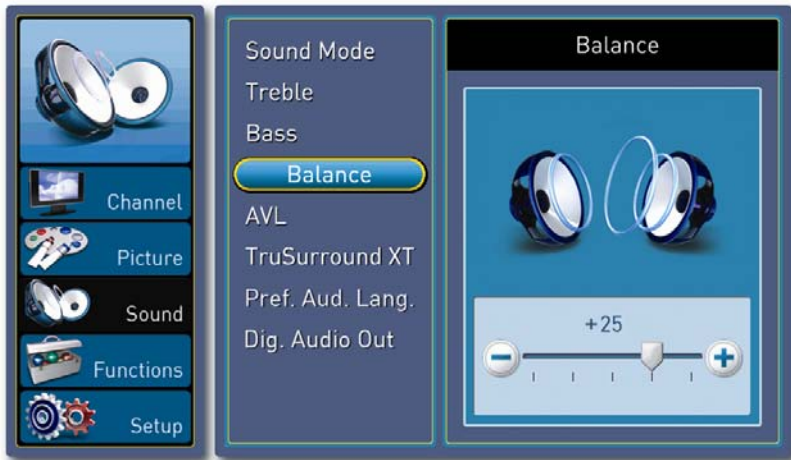 Channel
Picture
Sound
Functions
Setup
Sound Mode
Treble
Bass
Balance
AVL
TruSurround XT
Pref. Aud. Lang.
Dig. Audio Out
Balance
+25